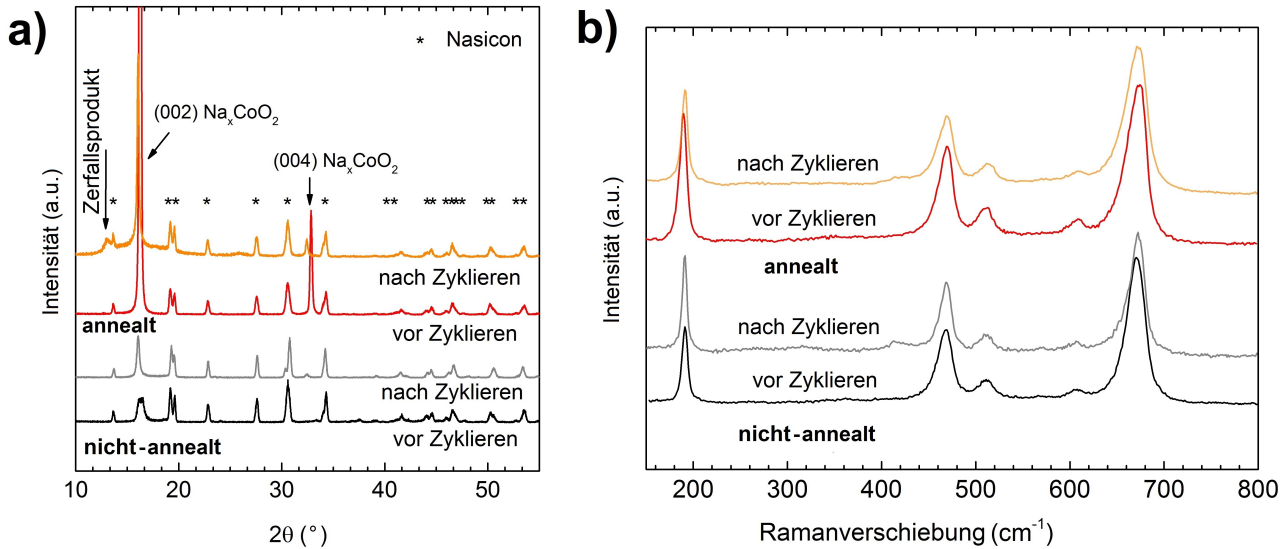 a)
* Nasicon
Zerfallsprodukt
(002) NaxCoO2
(004) NaxCoO2
* ** * * * * ** ** ***** ** **
nach Zyklieren
annealt
vor Zyklieren
nach Zyklieren
vor Zyklieren
nicht-annealt
Intensität (a.u.)
10 20 30 40 50
2θ (°)
b)
nach Zyklieren
vor Zyklieren
annealt
nach Zyklieren
vor Zyklieren
nicht-annealt
Intensität (a.u.)
200 300 400 500 600 700 800
Ramanverschiebung (cm-1)